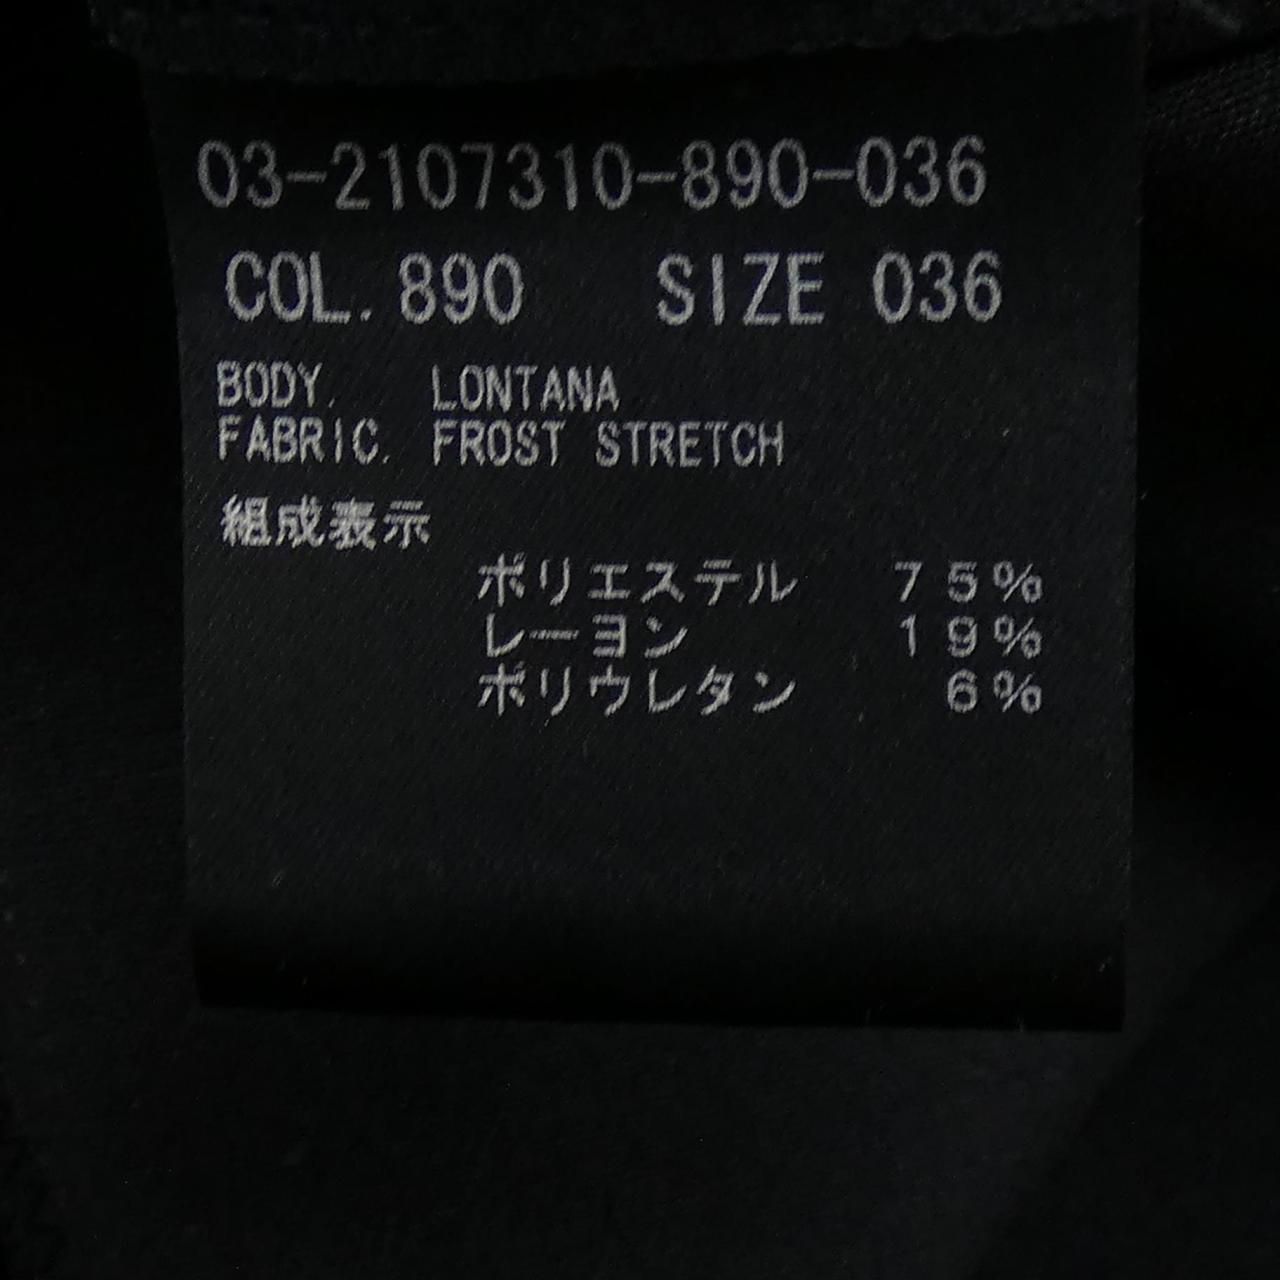 03-2107310-890-036
COL. 890 SIZE 036
BODY. LONTANA
FABRIC. FROST STRETCH
組成表示
ポリエステル 75%
レーヨン 19%
ポリウレタン 6%